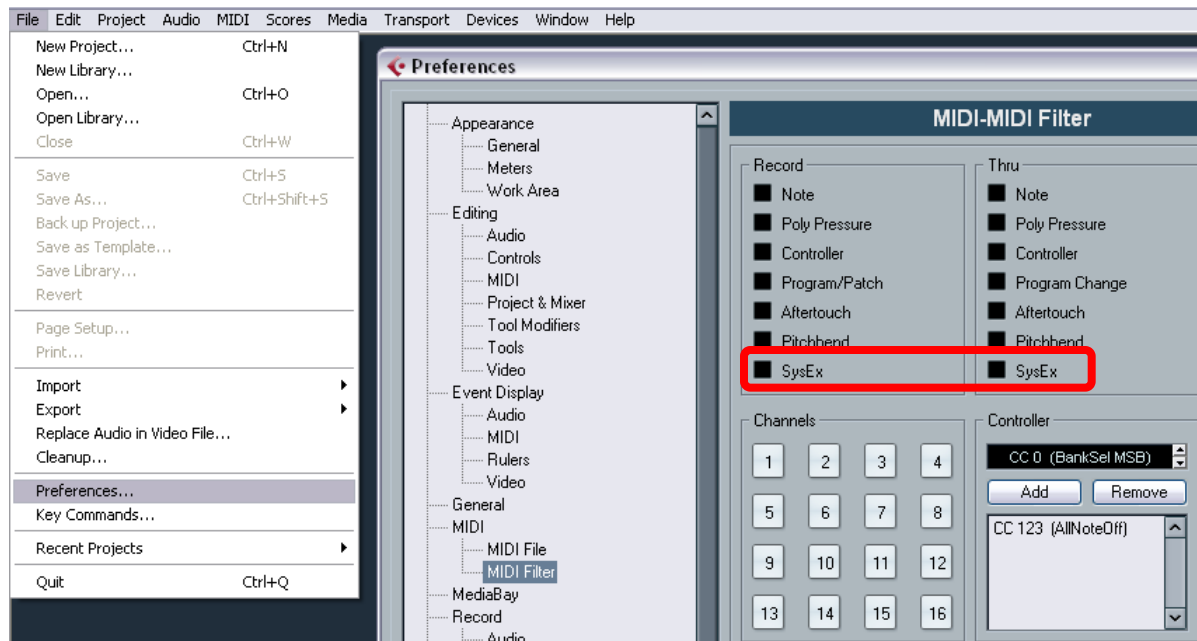 File Edit Project Audio MIDI Scores Media Transport Devices Window Help
New Project... Ctrl+N
New Library...
Open... Ctrl+O
Open Library...
Close Ctrl+W
Save Ctrl+S
Save As... Ctrl+Shift+S
Back up Project...
Save as Template...
Save Library...
Revert
Page Setup...
Print...
Import
Export
Replace Audio in Video File...
Cleanup...
Preferences...
Key Commands...
Recent Projects
Quit Ctrl+Q
Preferences
Appearance
General
Meters
Work Area
Editing
Audio
Controls
MIDI
Project & Mixer
Tool Modifiers
Tools
Video
Event Display
Audio
MIDI
Rulers
Video
General
MIDI
MIDI File
MIDI Filter
MediaBay
Record
Audio
MIDI-MIDI Filter
Record
Note
Poly Pressure
Controller
Program/Patch
Aftertouch
Pitchbend
SysEx
Thru
Note
Poly Pressure
Controller
Program Change
Aftertouch
Pitchbend
SysEx
Channels
1 2 3 4
5 6 7 8
9 10 11 12
13 14 15 16
Controller
CC 0 (BankSel MSB)
Add Remove
CC 123 (AllNoteOff)